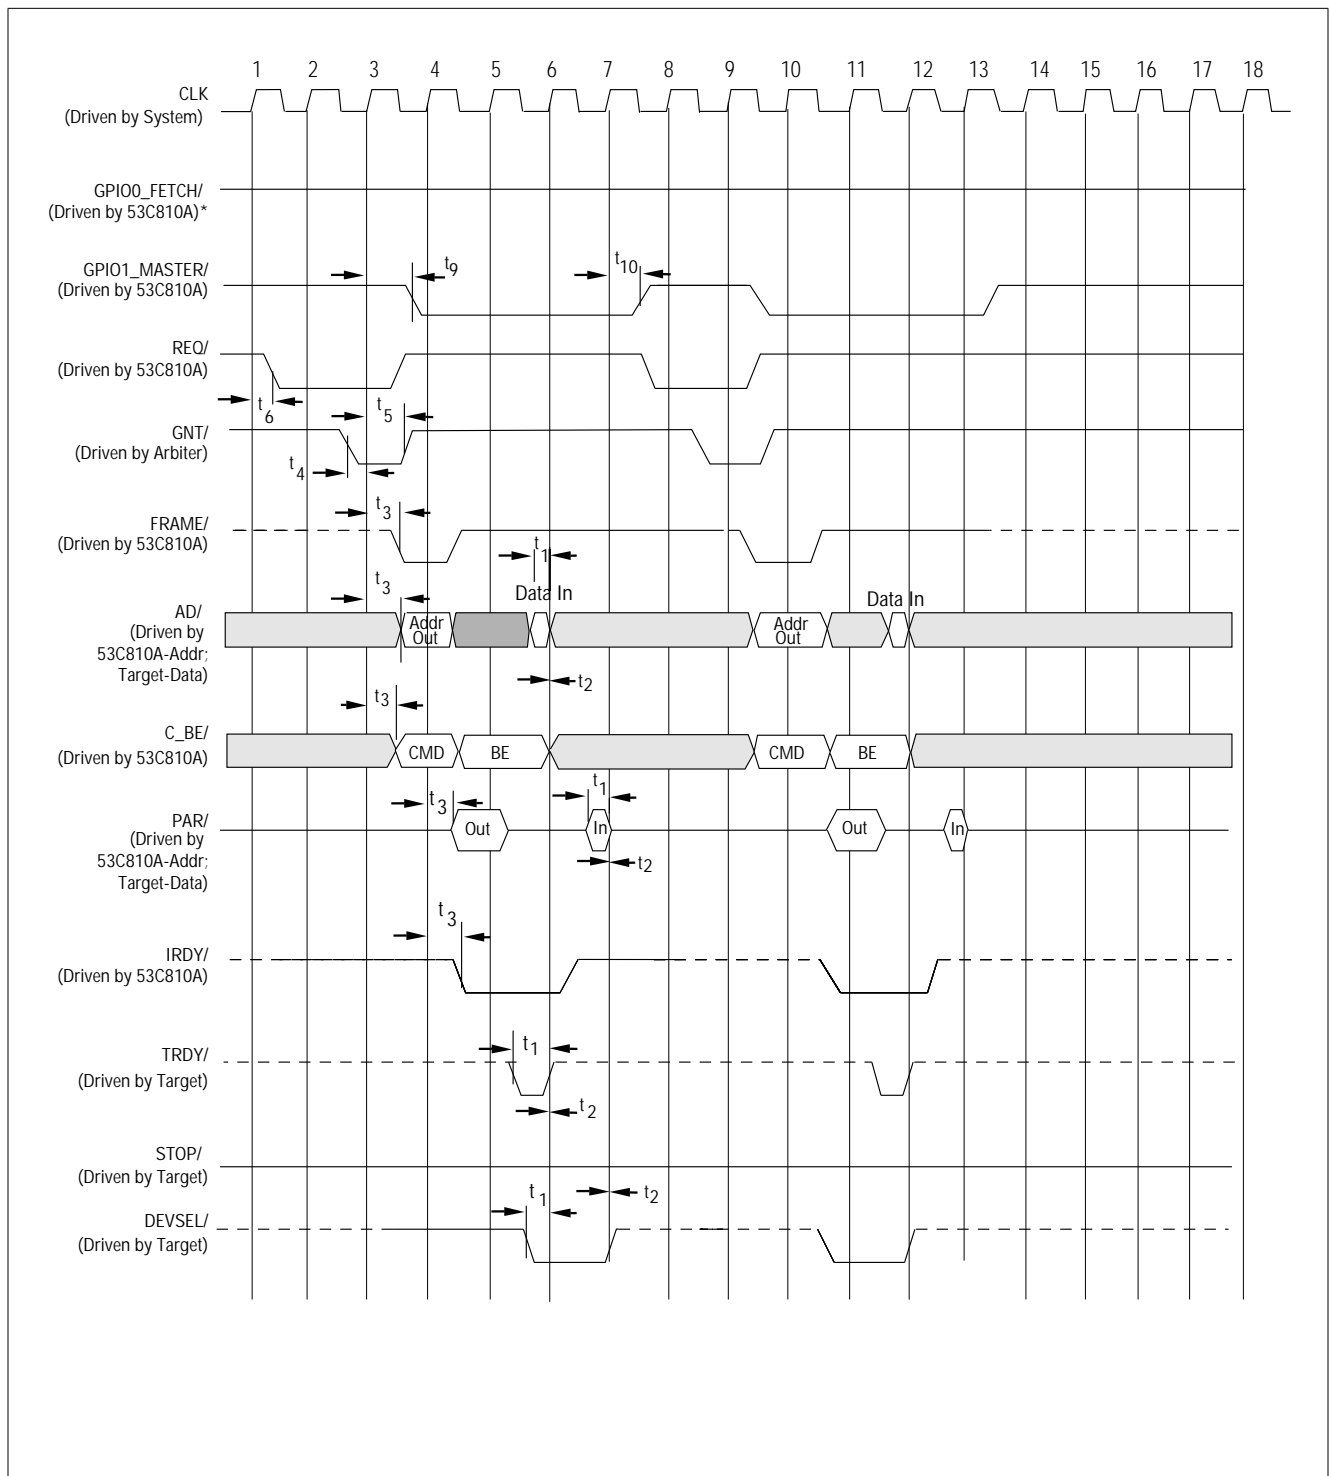 1 2 3 4 5 6 7 8 9 10 11 12 13 14 15 16 17 18
CLK
(Driven by System)
GPIO0_FETCH/
(Driven by 53C810A)*
GPIO1_MASTER/
(Driven by 53C810A)
t9
t10
REQ/
(Driven by 53C810A)
t6
t5
GNT/
(Driven by Arbiter)
t4
t3
FRAME/
(Driven by 53C810A)
t1
t3
Data In
Data In
AD/
(Driven by
53C810A-Addr;
Target-Data)
Addr
Out
Addr
Out
t2
t3
C_BE/
(Driven by 53C810A)
CMD
BE
CMD
BE
t3
t1
PAR/
(Driven by
53C810A-Addr;
Target-Data)
Out
In
Out
In
t2
t3
IRDY/
(Driven by 53C810A)
t1
TRDY/
(Driven by Target)
t2
STOP/
(Driven by Target)
t1
t2
DEVSEL/
(Driven by Target)